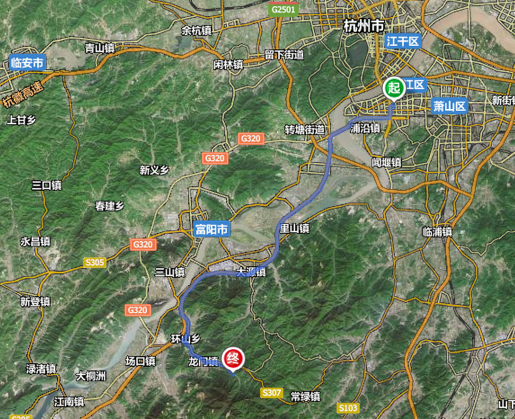 G2501
余杭镇
杭州市
江干区
青山镇
留下街道
临安市
闲林镇
杭徽高速
起
江区
萧山区
新街
上甘乡
转塘街道
浦沿镇
G320
G320
闻堰镇
新义乡
三口镇
春建乡
富阳市
里山镇
临浦镇
永昌镇
G320
S305
三山镇
大源镇
新登镇
G320
环山乡
场口镇
龙门镇
终
渌渚镇
大桐洲
江南镇
S307
常绿镇
S103
S305
山下